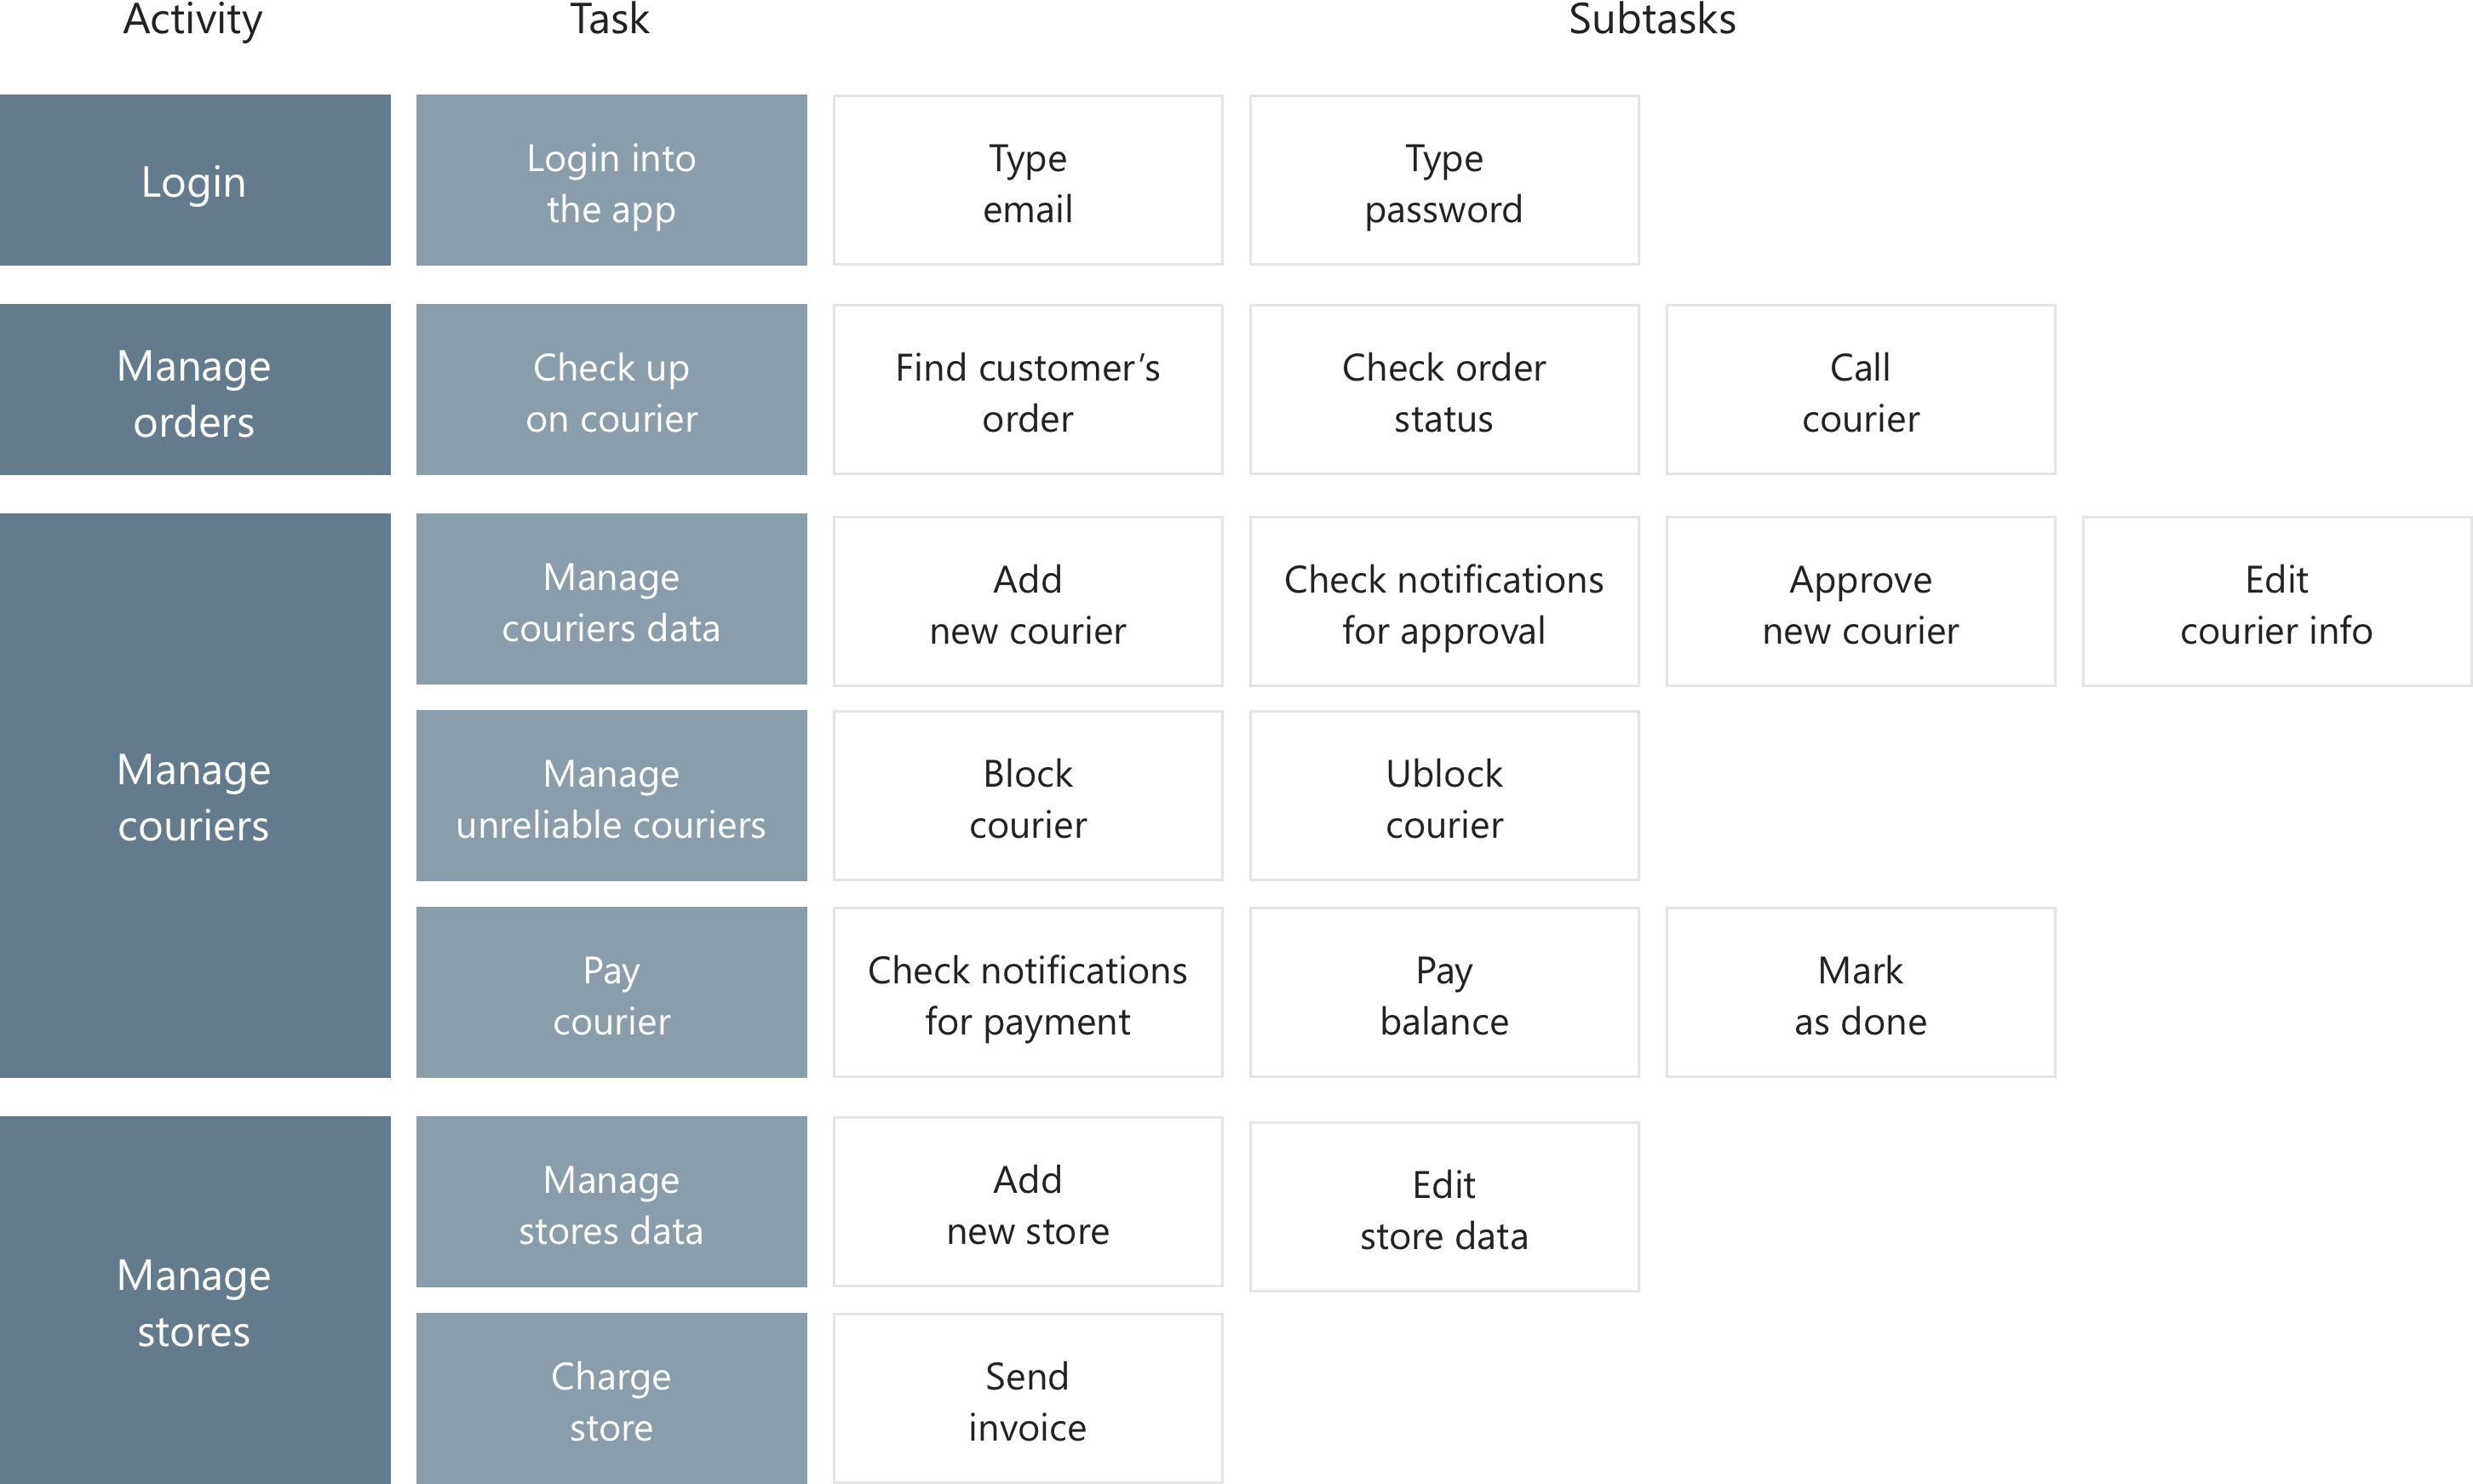 Activity
Task
Subtasks
Login
Login into
the app
Type
email
Type
password
Manage
orders
Check up
on courier
Find customer‘s
order
Check order
status
Call
courier
Manage
couriers
Manage
couriers data
Add
new courier
Check notifications
for approval
Approve
new courier
Edit
courier info
Manage
unreliable couriers
Block
courier
Ublock
courier
Pay
courier
Check notifications
for payment
Pay
balance
Mark
as done
Manage
stores
Manage
stores data
Add
new store
Edit
store data
Charge
store
Send
invoice